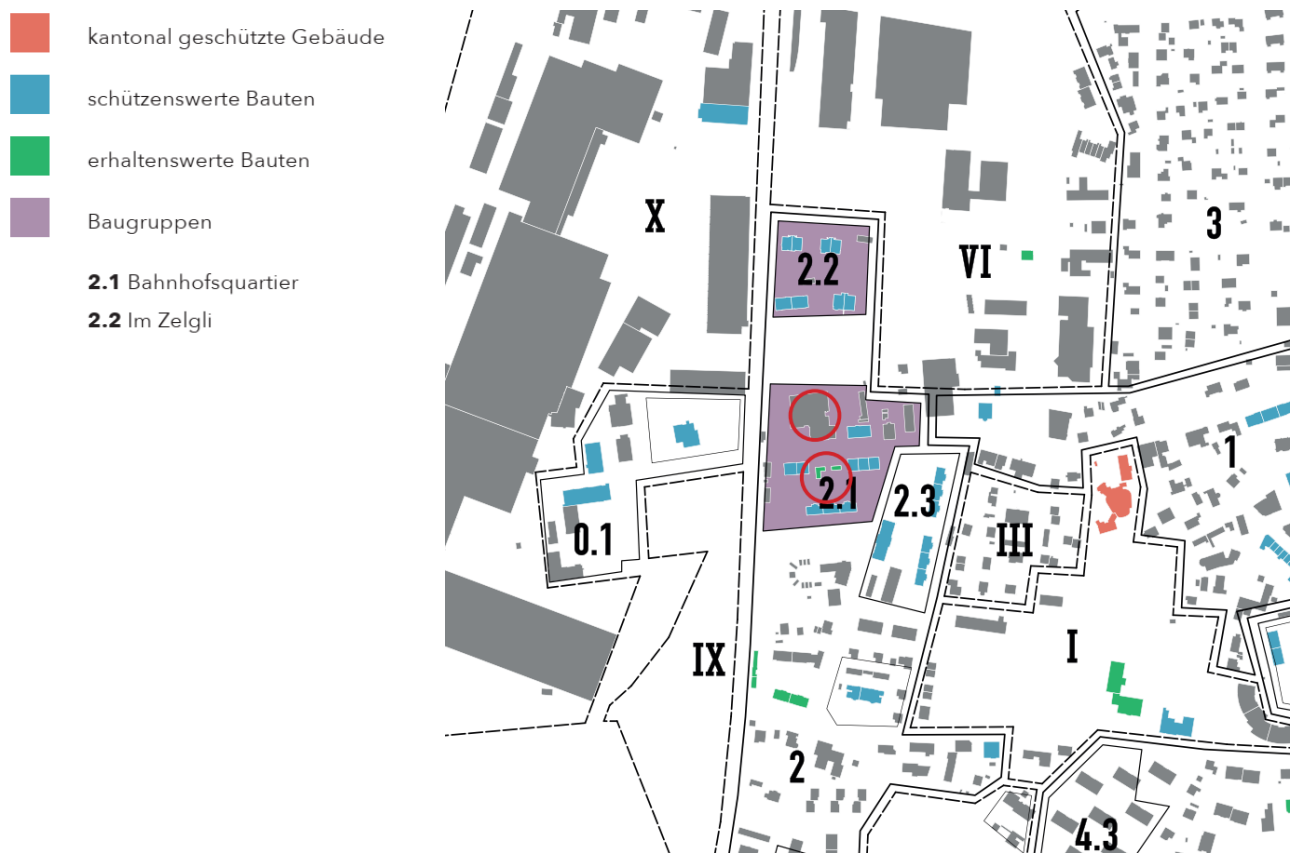 kantonal geschützte Gebäude
schützenswerte Bauten
erhaltenswerte Bauten
Baugruppen
2.1 Bahnhofsquartier
2.2 Im Zelgli
X
3
2.2
VI
1
2.1
2.3
0.1
III
I
IX
2
4.3